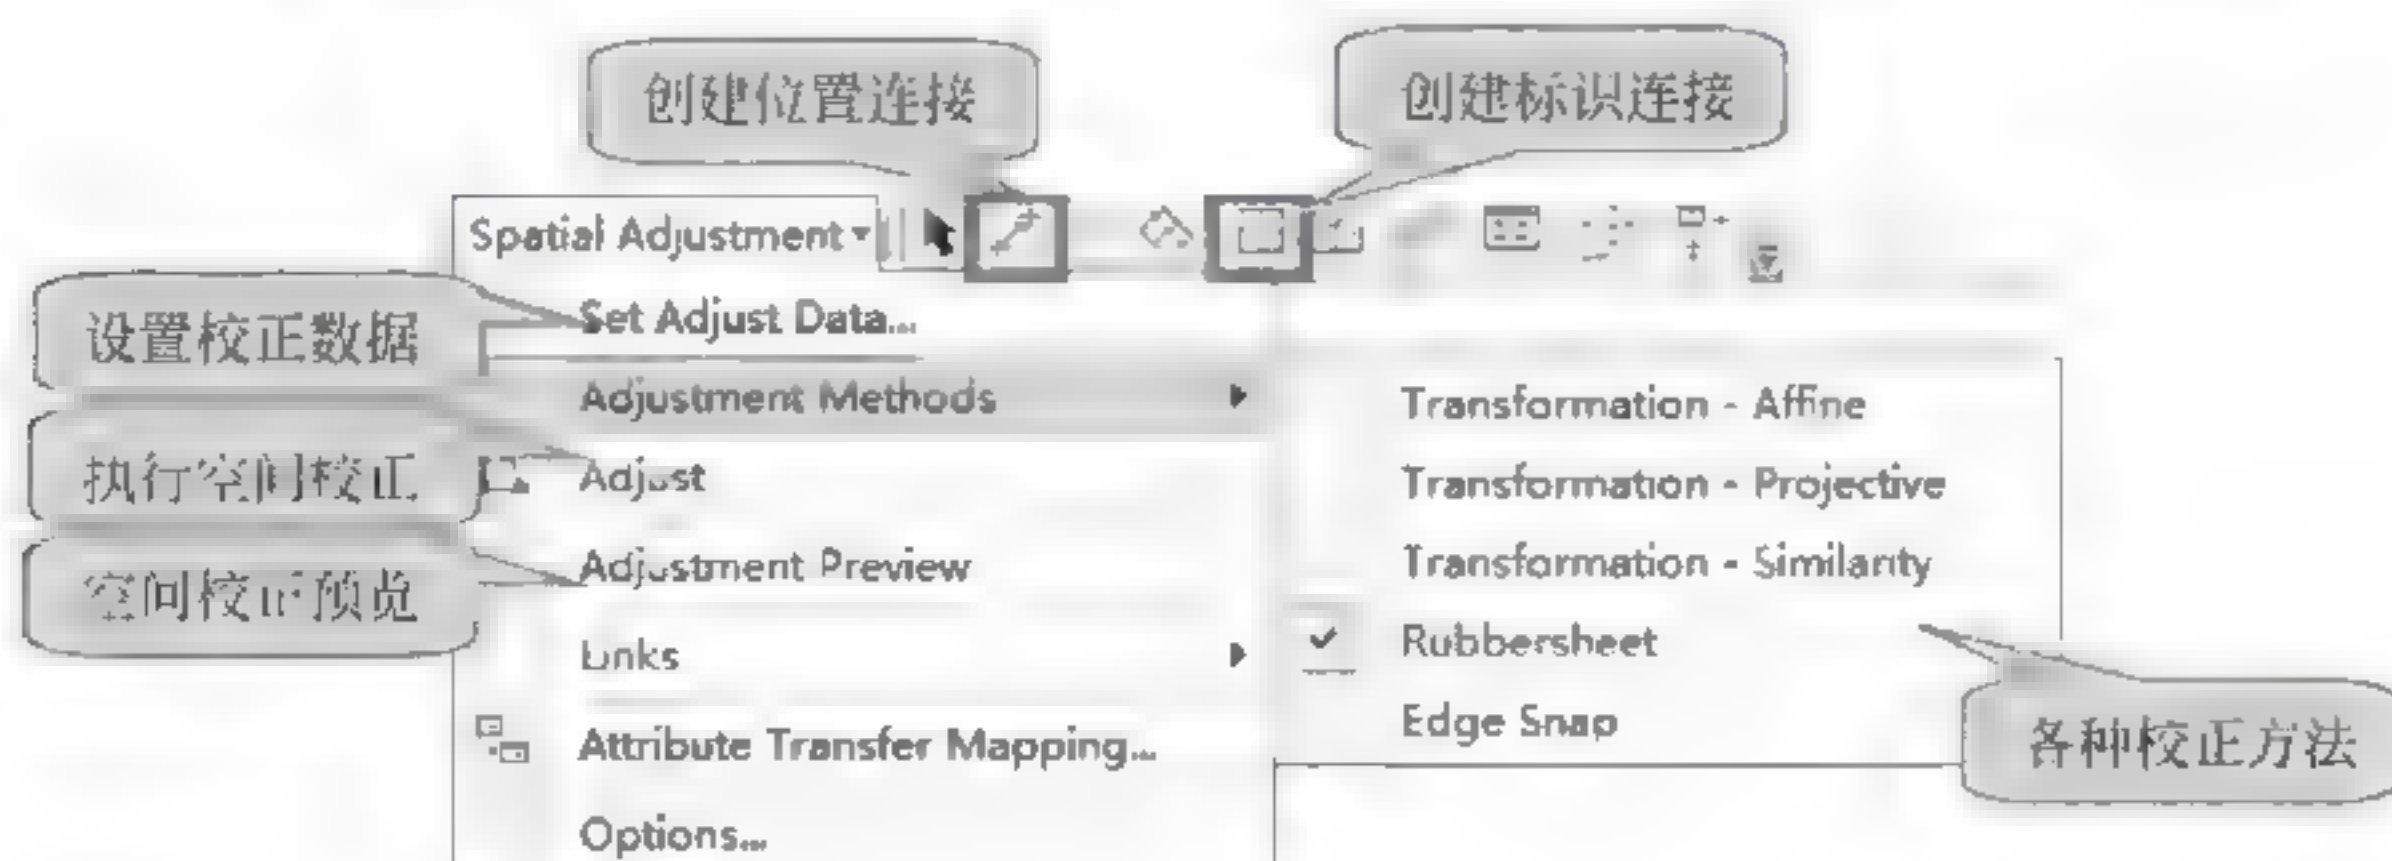 创建位置连接
创建标识连接
Spatial Adjustment
设置校正数据
Set Adjust Data...
Adjustment Methods
Transformation - Affine
执行空间校正
Adjust
Transformation - Projective
空间校正预览
Adjustment Preview
Transformation - Similarity
Links
Rubbersheet
各种校正方法
Attribute Transfer Mapping...
Edge Snap
Options...